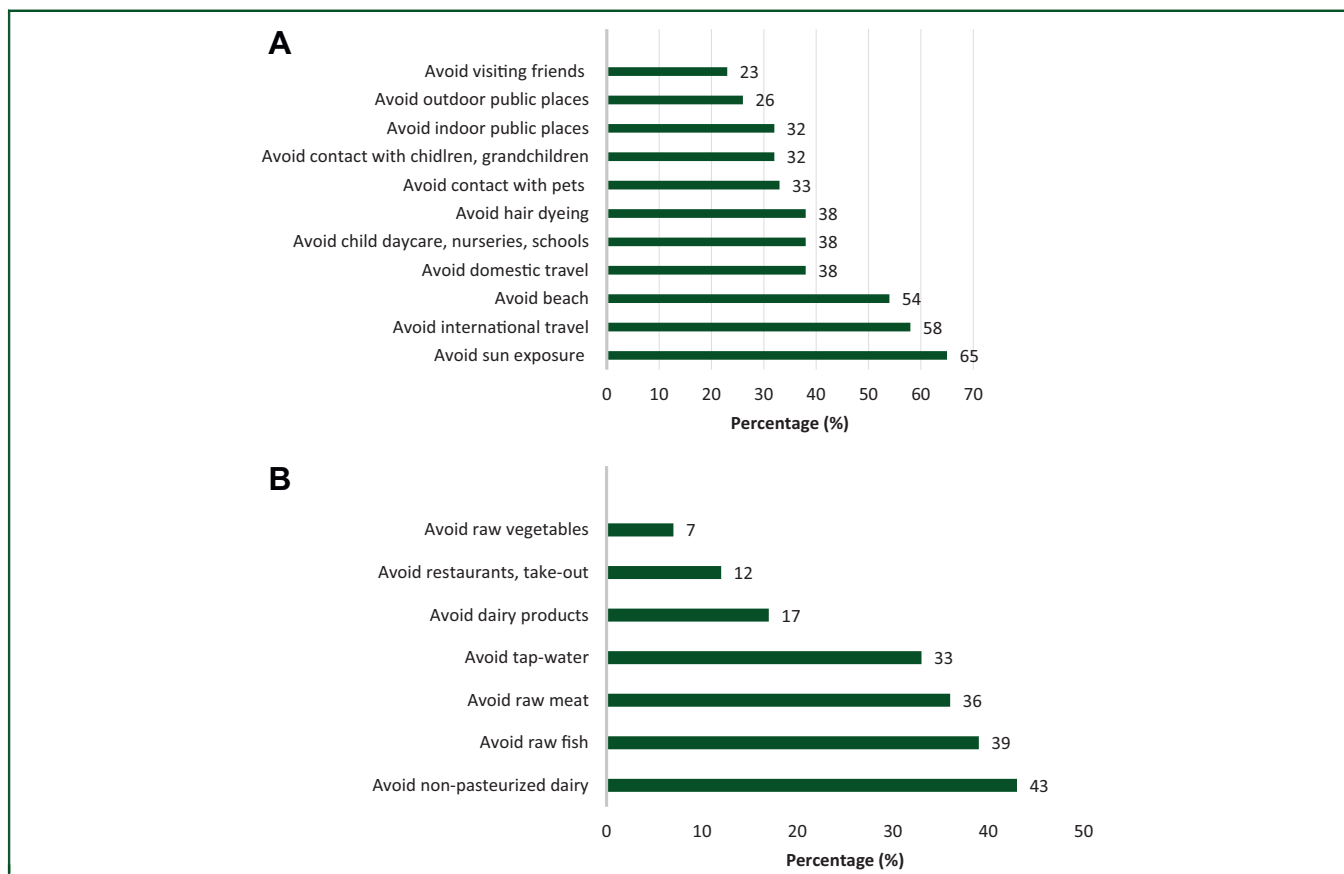 A
Avoid visiting friends 23
Avoid outdoor public places 26
Avoid indoor public places 32
Avoid contact with chidlren, grandchildren 32
Avoid contact with pets 33
Avoid hair dyeing 38
Avoid child daycare, nurseries, schools 38
Avoid domestic travel 38
Avoid beach 54
Avoid international travel 58
Avoid sun exposure 65
0 10 20 30 40 50 60 70
Percentage (%)
B
Avoid raw vegetables 7
Avoid restaurants, take-out 12
Avoid dairy products 17
Avoid tap-water 33
Avoid raw meat 36
Avoid raw fish 39
Avoid non-pasteurized dairy 43
0 10 20 30 40 50
Percentage (%)